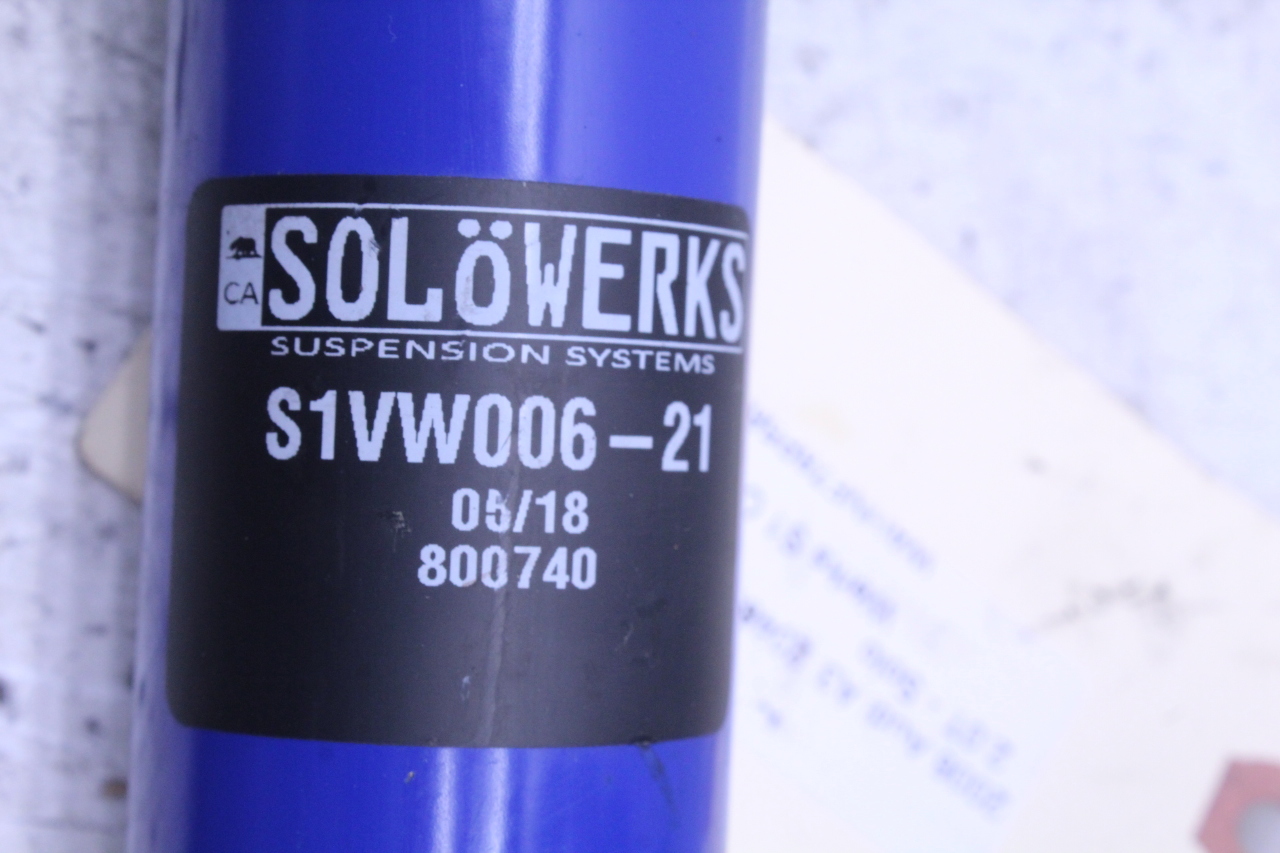 CA
SOLÖWERKS
SUSPENSION SYSTEMS
S1VW006-21
05/18
800740